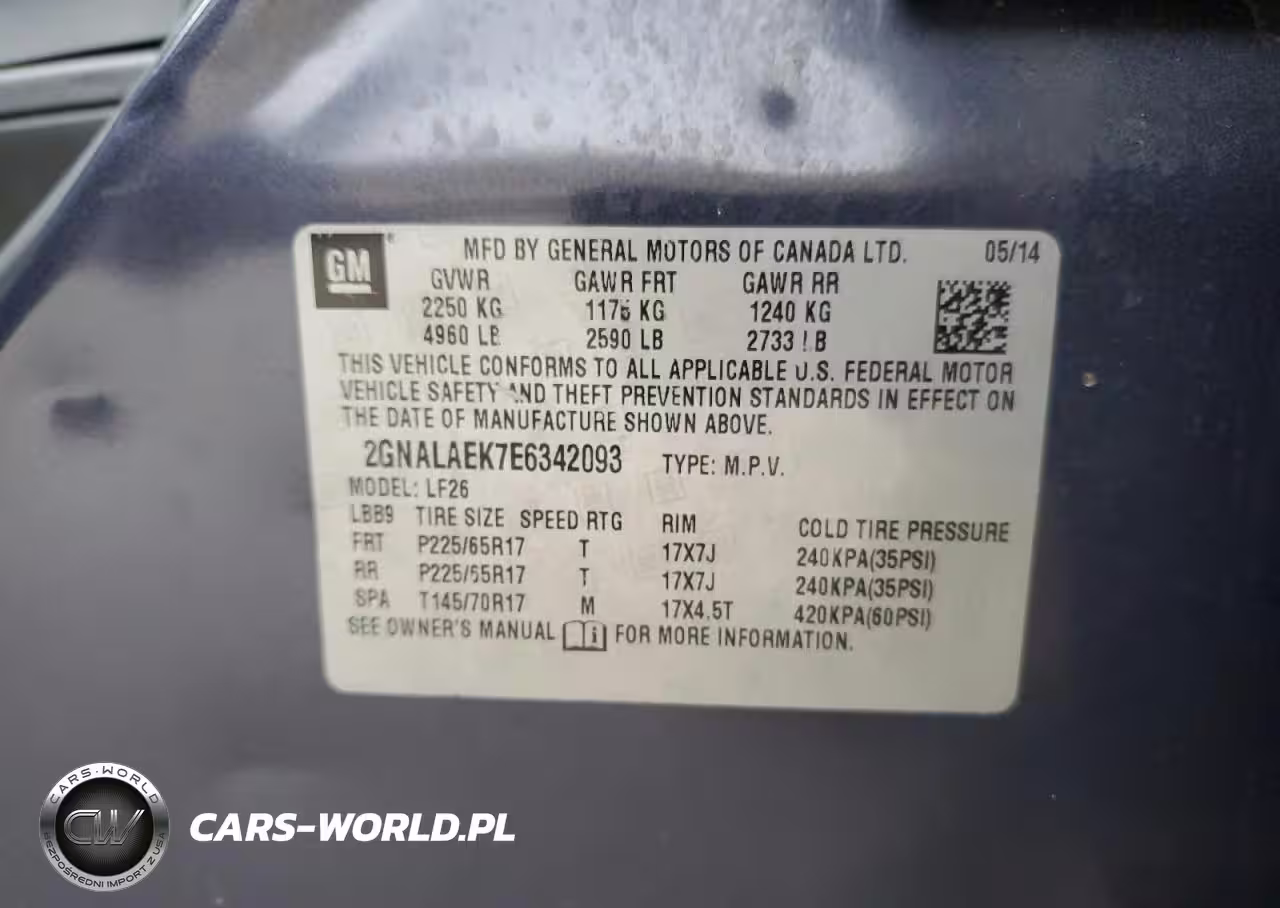 GM MFD BY GENERAL MOTORS OF CANADA LTD. 05/14
GVWR GAWR FRT GAWR RR
2250 KG 1175 KG 1240 KG
4960 LB 2590 LB 2733 LB
THIS VEHICLE CONFORMS TO ALL APPLICABLE U.S. FEDERAL MOTOR
VEHICLE SAFETY AND THEFT PREVENTION STANDARDS IN EFFECT ON
THE DATE OF MANUFACTURE SHOWN ABOVE.
2GNALAEK7E6342093 TYPE: M.P.V.
MODEL: LF26
LBB9 TIRE SIZE SPEED RTG RIM COLD TIRE PRESSURE
FRT P225/65R17 T 17X7J 240KPA(35PSI)
RR P225/65R17 T 17X7J 240KPA(35PSI)
SPA T145/70R17 M 17X4.5T 420KPA(60PSI)
SEE OWNER'S MANUAL FOR MORE INFORMATION.
CARS-WORLD
CW
BEZPOŚREDNI IMPORT Z USA
CARS-WORLD.PL